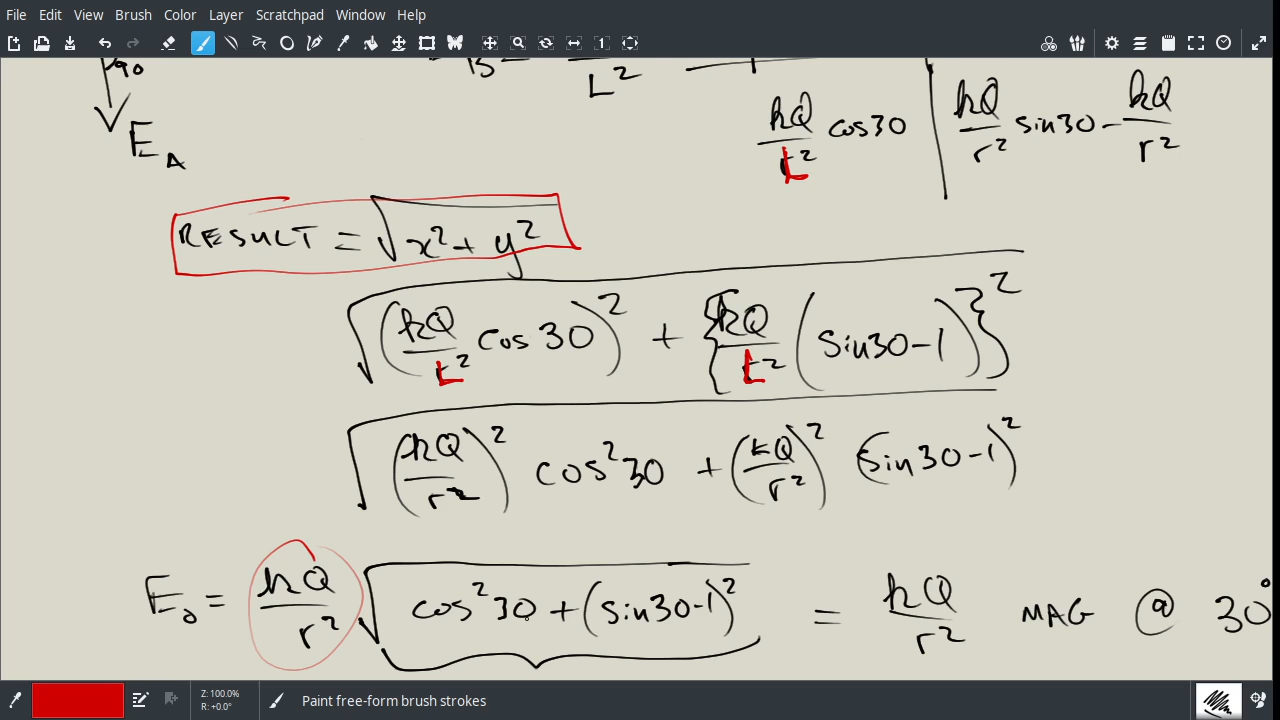 File Edit View Brush Color Layer Scratchpad Window Help
q₀
E_A
L²
kQ/L² cos30 | kQ/r² sin30 - kQ/r²
RESULT = √(x² + y²)
√((kQ/L² cos 30)² + {kQ/L² (sin30-1)}²)
√((kQ/r²)² cos²30 + (kQ/r²)² (sin30-1)²)
E₀ = kQ/r² √(cos²30 + (sin30-1)²) = kQ/r² MAG @ 30°
Z: 100.0%
R: +0.0°
Paint free-form brush strokes